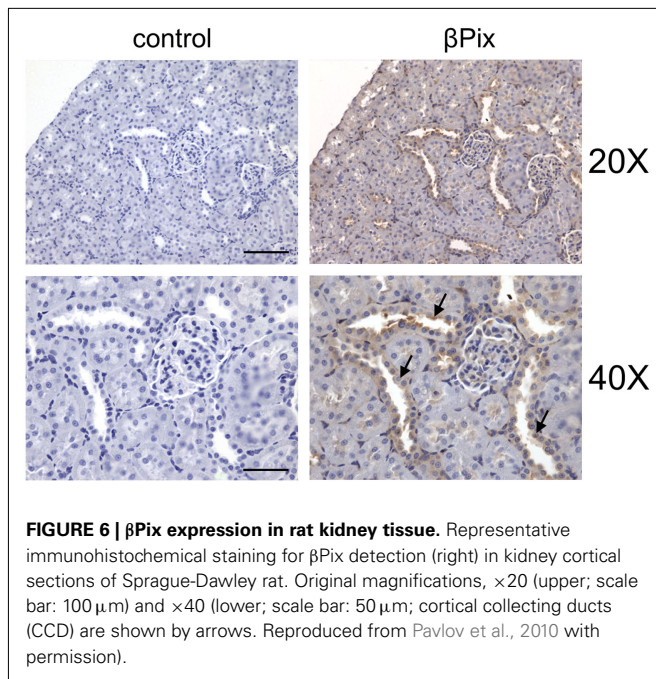 control βPix
20X
40X
FIGURE 6 | βPix expression in rat kidney tissue. Representative
immunohistochemical staining for βPix detection (right) in kidney cortical
sections of Sprague-Dawley rat. Original magnifications, ×20 (upper; scale
bar: 100 μm) and ×40 (lower; scale bar: 50 μm; cortical collecting ducts
(CCD) are shown by arrows. Reproduced from Pavlov et al., 2010 with
permission).